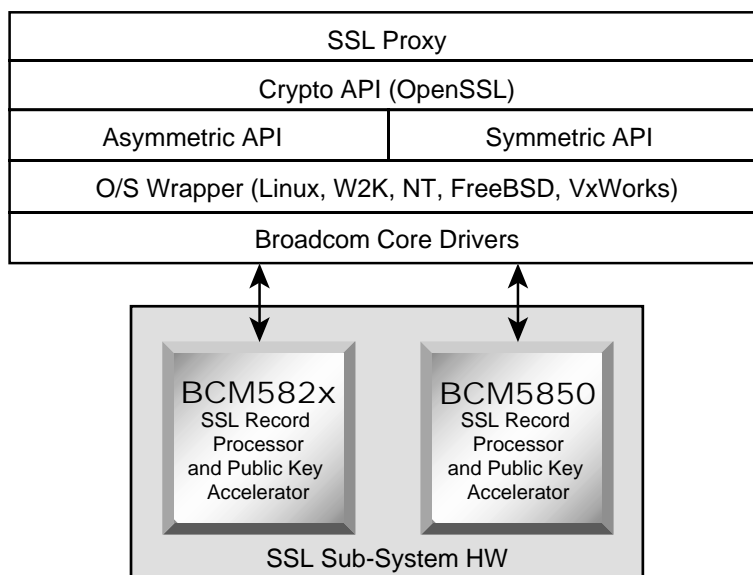 SSL Proxy
Crypto API (OpenSSL)
Asymmetric API
Symmetric API
O/S Wrapper (Linux, W2K, NT, FreeBSD, VxWorks)
Broadcom Core Drivers
BCM582x
SSL Record
Processor
and Public Key
Accelerator
BCM5850
SSL Record
Processor
and Public Key
Accelerator
SSL Sub-System HW